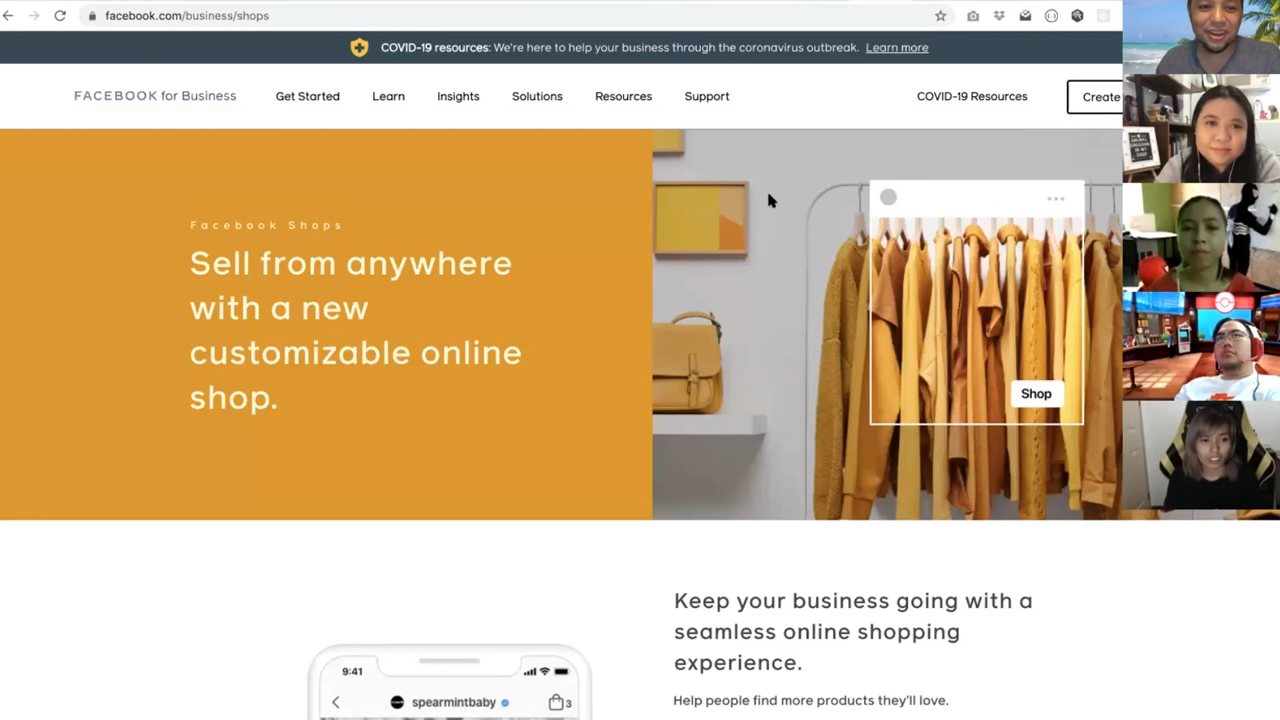 facebook.com/business/shops
COVID-19 resources: We're here to help your business through the coronavirus outbreak. Learn more
FACEBOOK for Business
Get Started
Learn
Insights
Solutions
Resources
Support
COVID-19 Resources
Create
Facebook Shops
Sell from anywhere
with a new
customizable online
shop.
Shop
Keep your business going with a
seamless online shopping
experience.
Help people find more products they'll love.
9:41
spearmintbaby
3